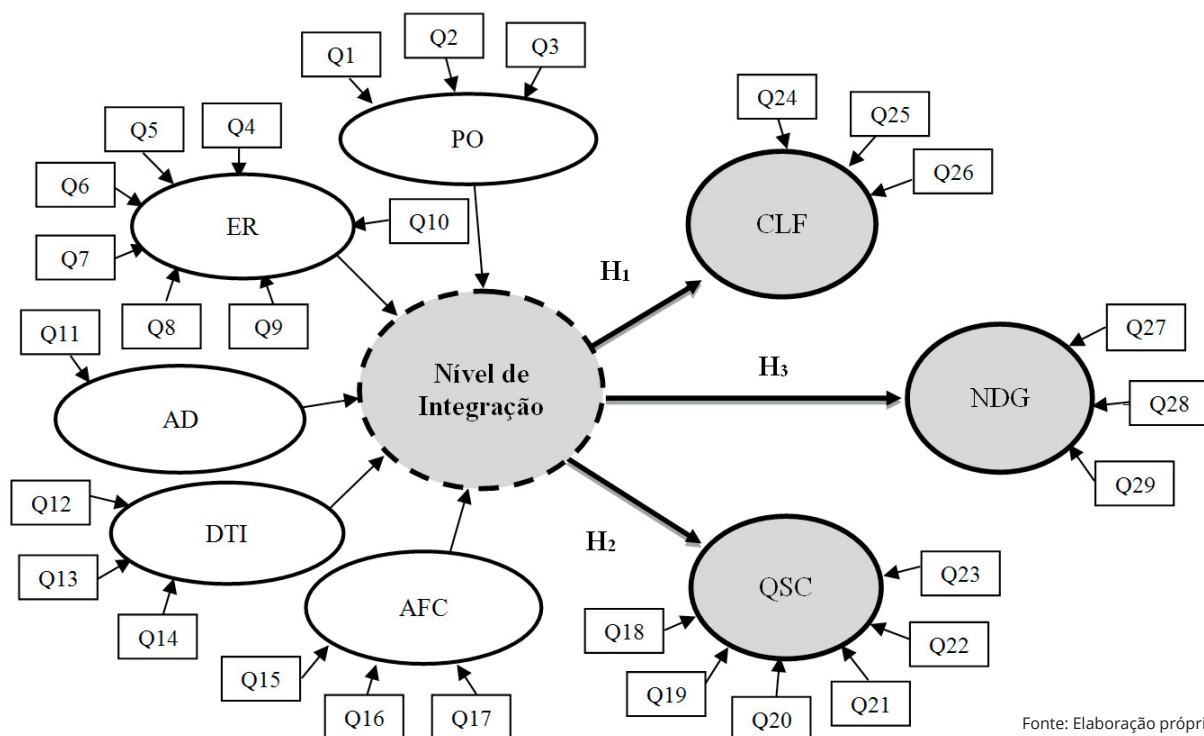 Q1
Q2
Q3
PO
Q4
Q5
Q6
Q7
Q8
Q9
Q10
ER
Q11
AD
Q12
Q13
Q14
DTI
Q15
Q16
Q17
AFC
Nível de
Integração
H₁
H₃
H₂
Q24
Q25
Q26
CLF
Q27
Q28
Q29
NDG
QSC
Q18
Q19
Q20
Q21
Q22
Q23
Fonte: Elaboração própri